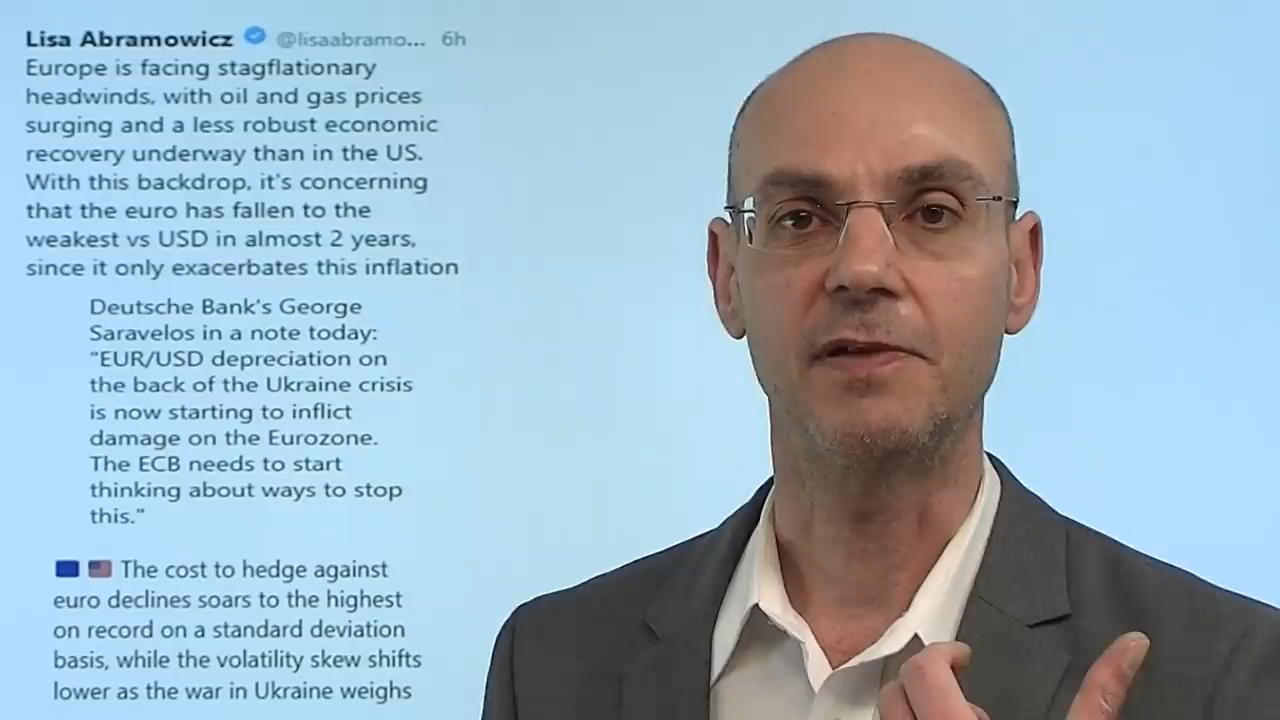 Lisa Abramowicz @lisaabramo... 6h
Europe is facing stagflationary
headwinds, with oil and gas prices
surging and a less robust economic
recovery underway than in the US.
With this backdrop, it's concerning
that the euro has fallen to the
weakest vs USD in almost 2 years,
since it only exacerbates this inflation
Deutsche Bank's George
Saravelos in a note today:
"EUR/USD depreciation on
the back of the Ukraine crisis
is now starting to inflict
damage on the Eurozone.
The ECB needs to start
thinking about ways to stop
this."
🇪🇺 🇺🇸 The cost to hedge against
euro declines soars to the highest
on record on a standard deviation
basis, while the volatility skew shifts
lower as the war in Ukraine weighs